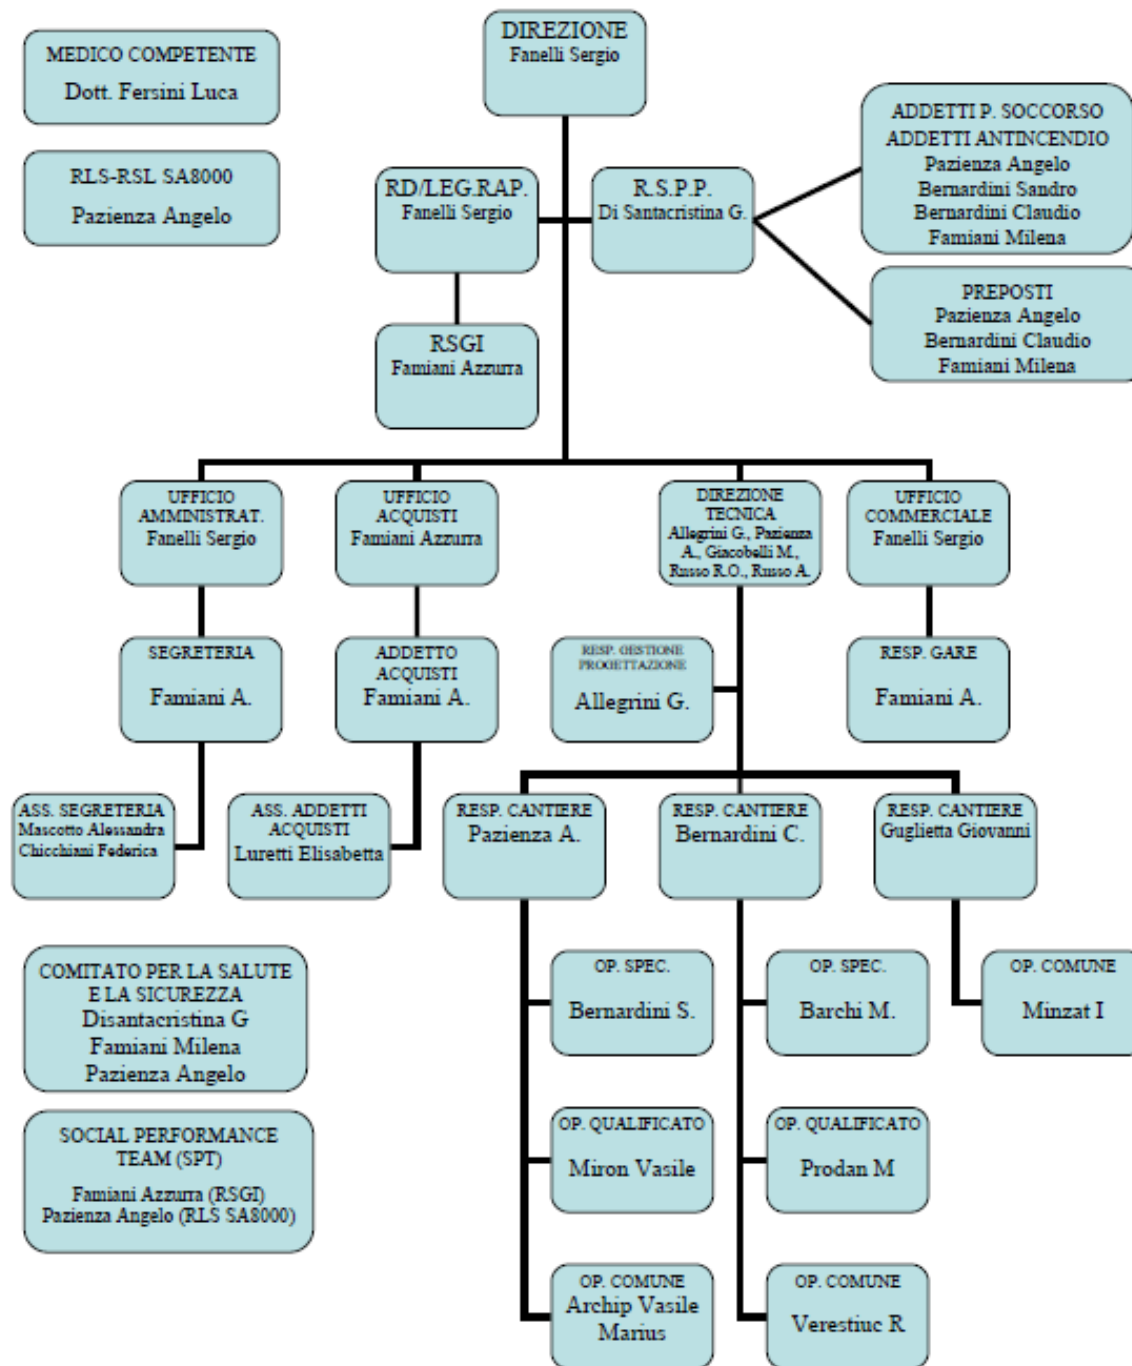 DIREZIONE
Fanelli Sergio
MEDICO COMPETENTE
Dott. Fersini Luca
RLS-RSL SA8000
Pazienza Angelo
RD/LEG.RAP.
Fanelli Sergio
R.S.P.P.
Di Santacristina G.
ADDETTI P. SOCCORSO
ADDETTI ANTINCENDIO
Pazienza Angelo
Bernardini Sandro
Bernardini Claudio
Famiani Milena
PREPOSTI
Pazienza Angelo
Bernardini Claudio
Famiani Milena
RSGI
Famiani Azzurra
UFFICIO
AMMINISTRAT.
Fanelli Sergio
UFFICIO
ACQUISTI
Famiani Azzurra
DIREZIONE
TECNICA
Allegrini G., Pazienza
A., Giacobelli M.,
Russo R.O., Russo A.
UFFICIO
COMMERCIALE
Fanelli Sergio
SEGRETERIA
Famiani A.
ADDETTO
ACQUISTI
Famiani A.
RESP. GESTIONE
PROGETTAZIONE
Allegrini G.
RESP. GARE
Famiani A.
ASS. SEGRETERIA
Mascotto Alessandra
Chicchiani Federica
ASS. ADDETTI
ACQUISTI
Luretti Elisabetta
RESP. CANTIERE
Pazienza A.
RESP. CANTIERE
Bernardini C.
RESP. CANTIERE
Guglietta Giovanni
COMITATO PER LA SALUTE
E LA SICUREZZA
Disantacristina G
Famiani Milena
Pazienza Angelo
OP. SPEC.
Bernardini S.
OP. SPEC.
Barchi M.
OP. COMUNE
Minzat I
SOCIAL PERFORMANCE
TEAM (SPT)
Famiani Azzurra (RSGI)
Pazienza Angelo (RLS SA8000)
OP. QUALIFICATO
Miron Vasile
OP. QUALIFICATO
Prodan M
OP. COMUNE
Archip Vasile
Marius
OP. COMUNE
Verestiuc R